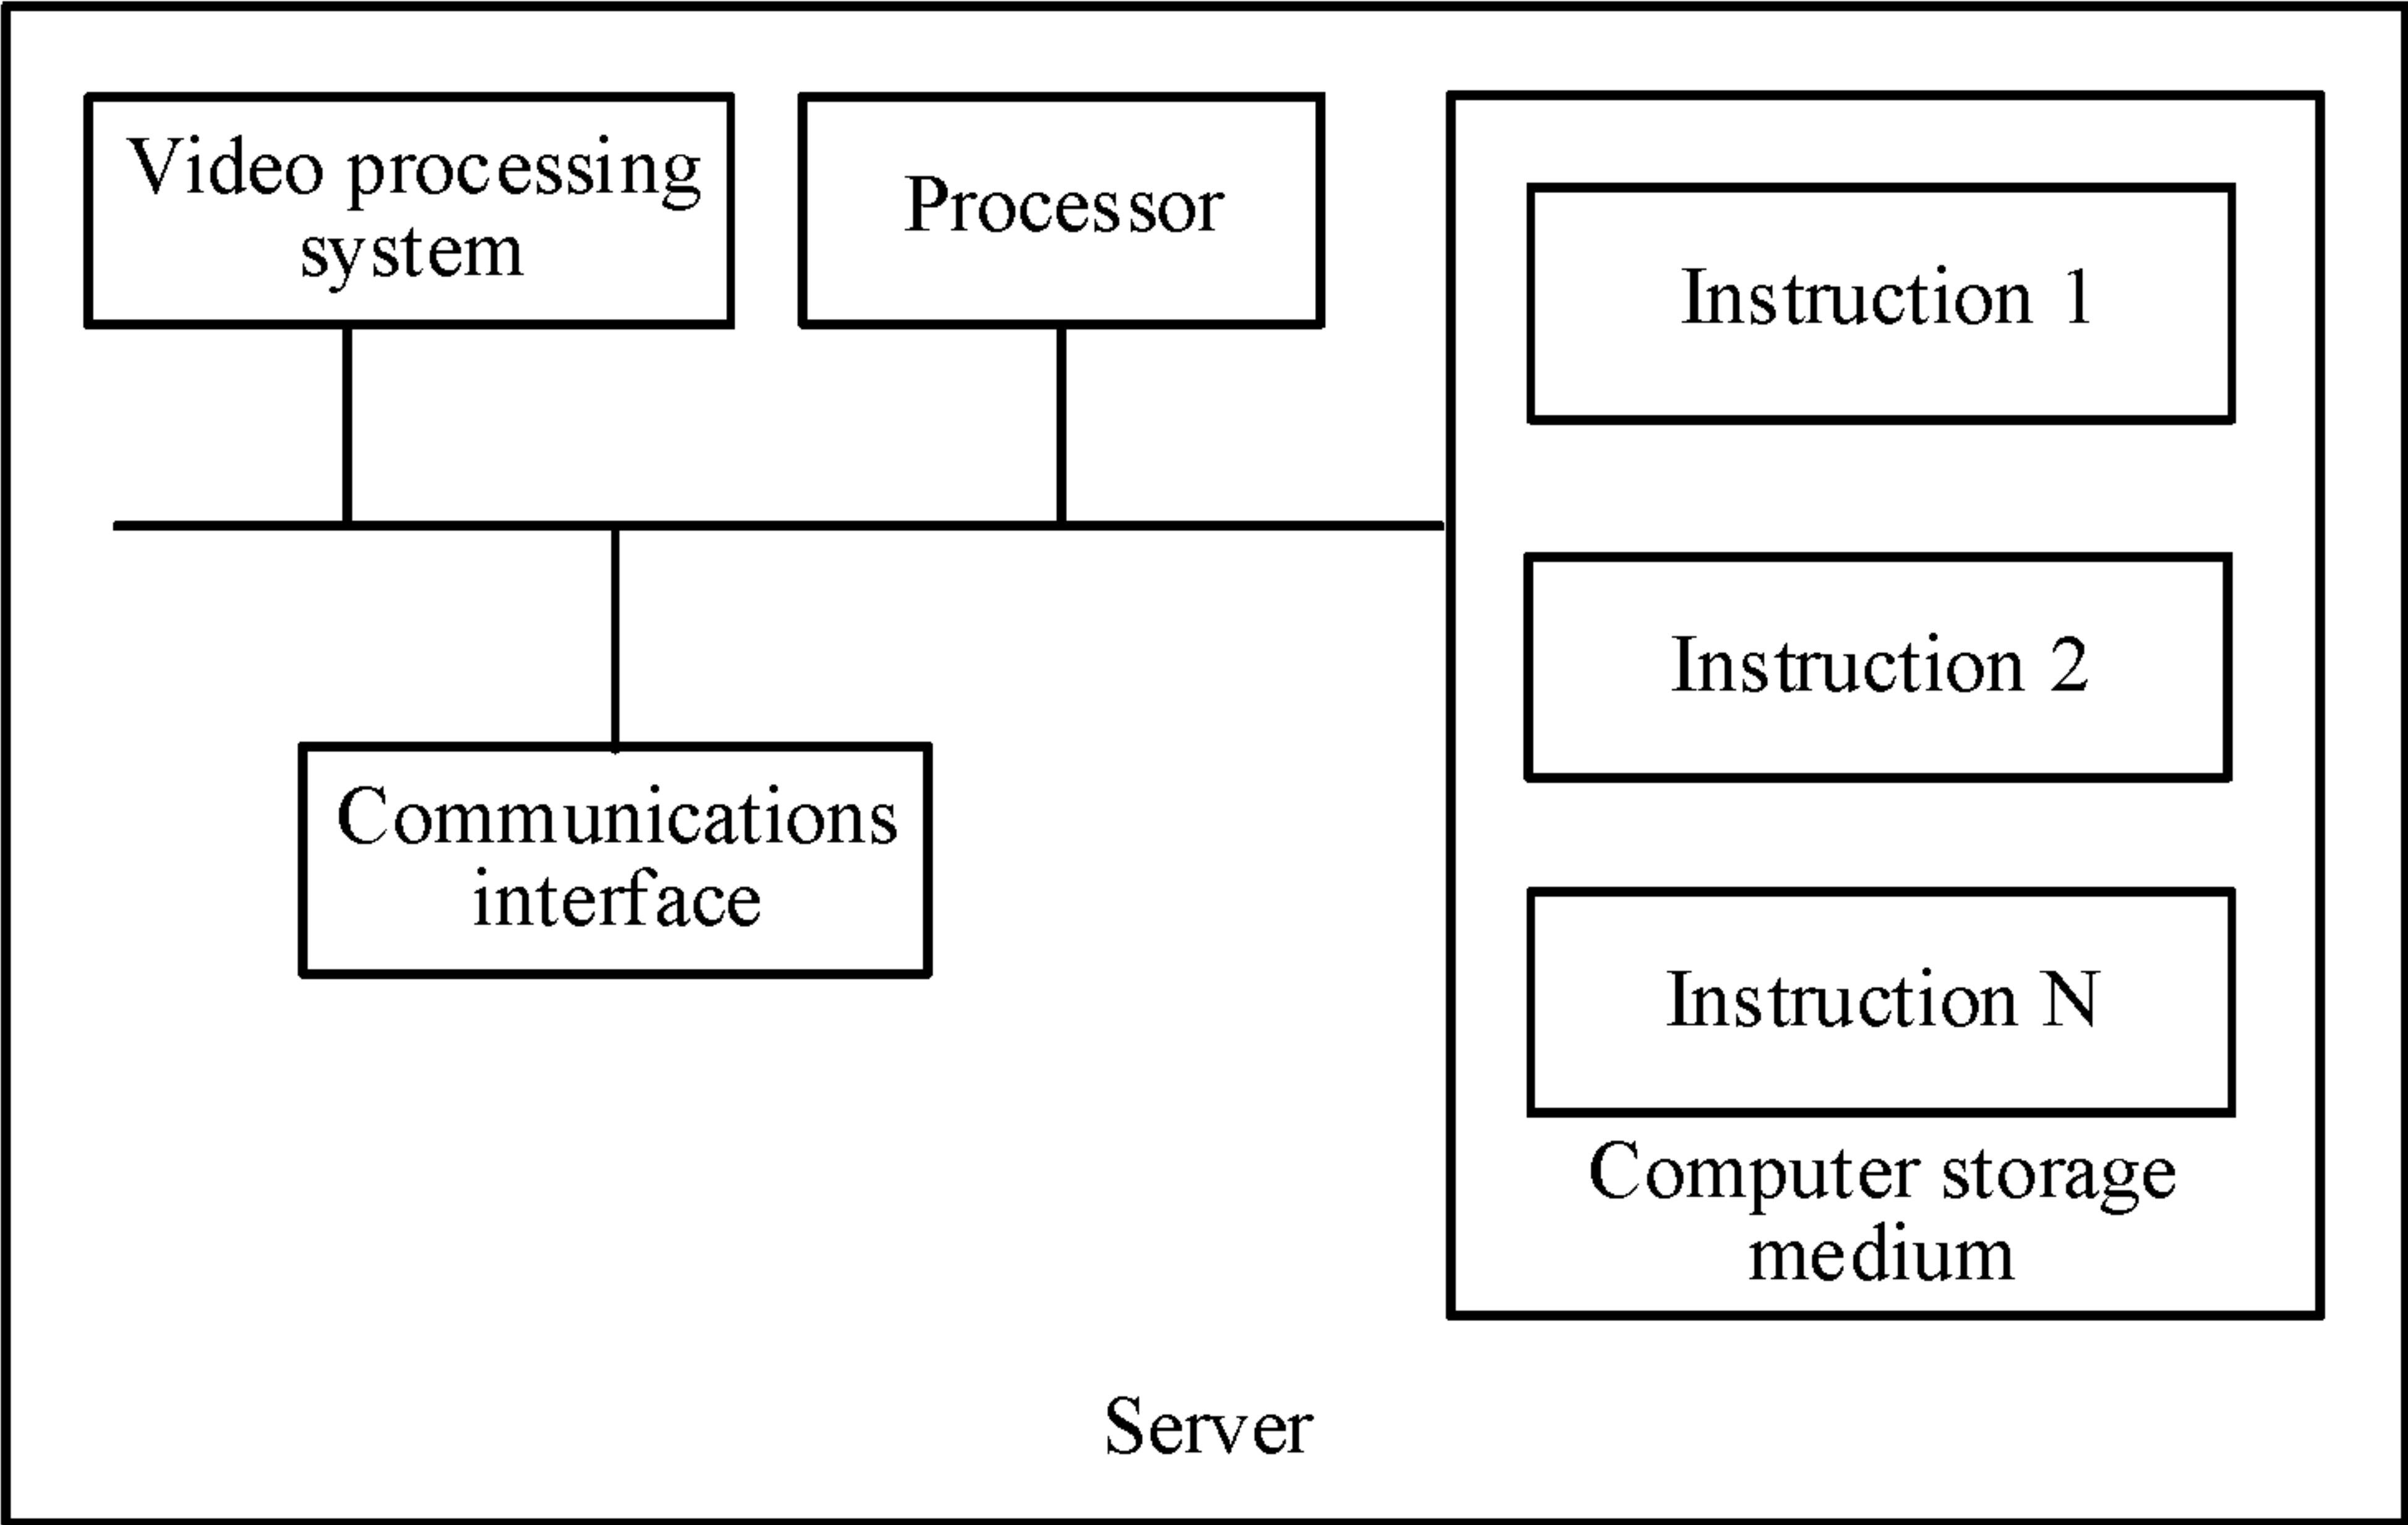 Video processing
system
Processor
Communications
interface
Instruction 1
Instruction 2
Instruction N
Computer storage
medium
Server